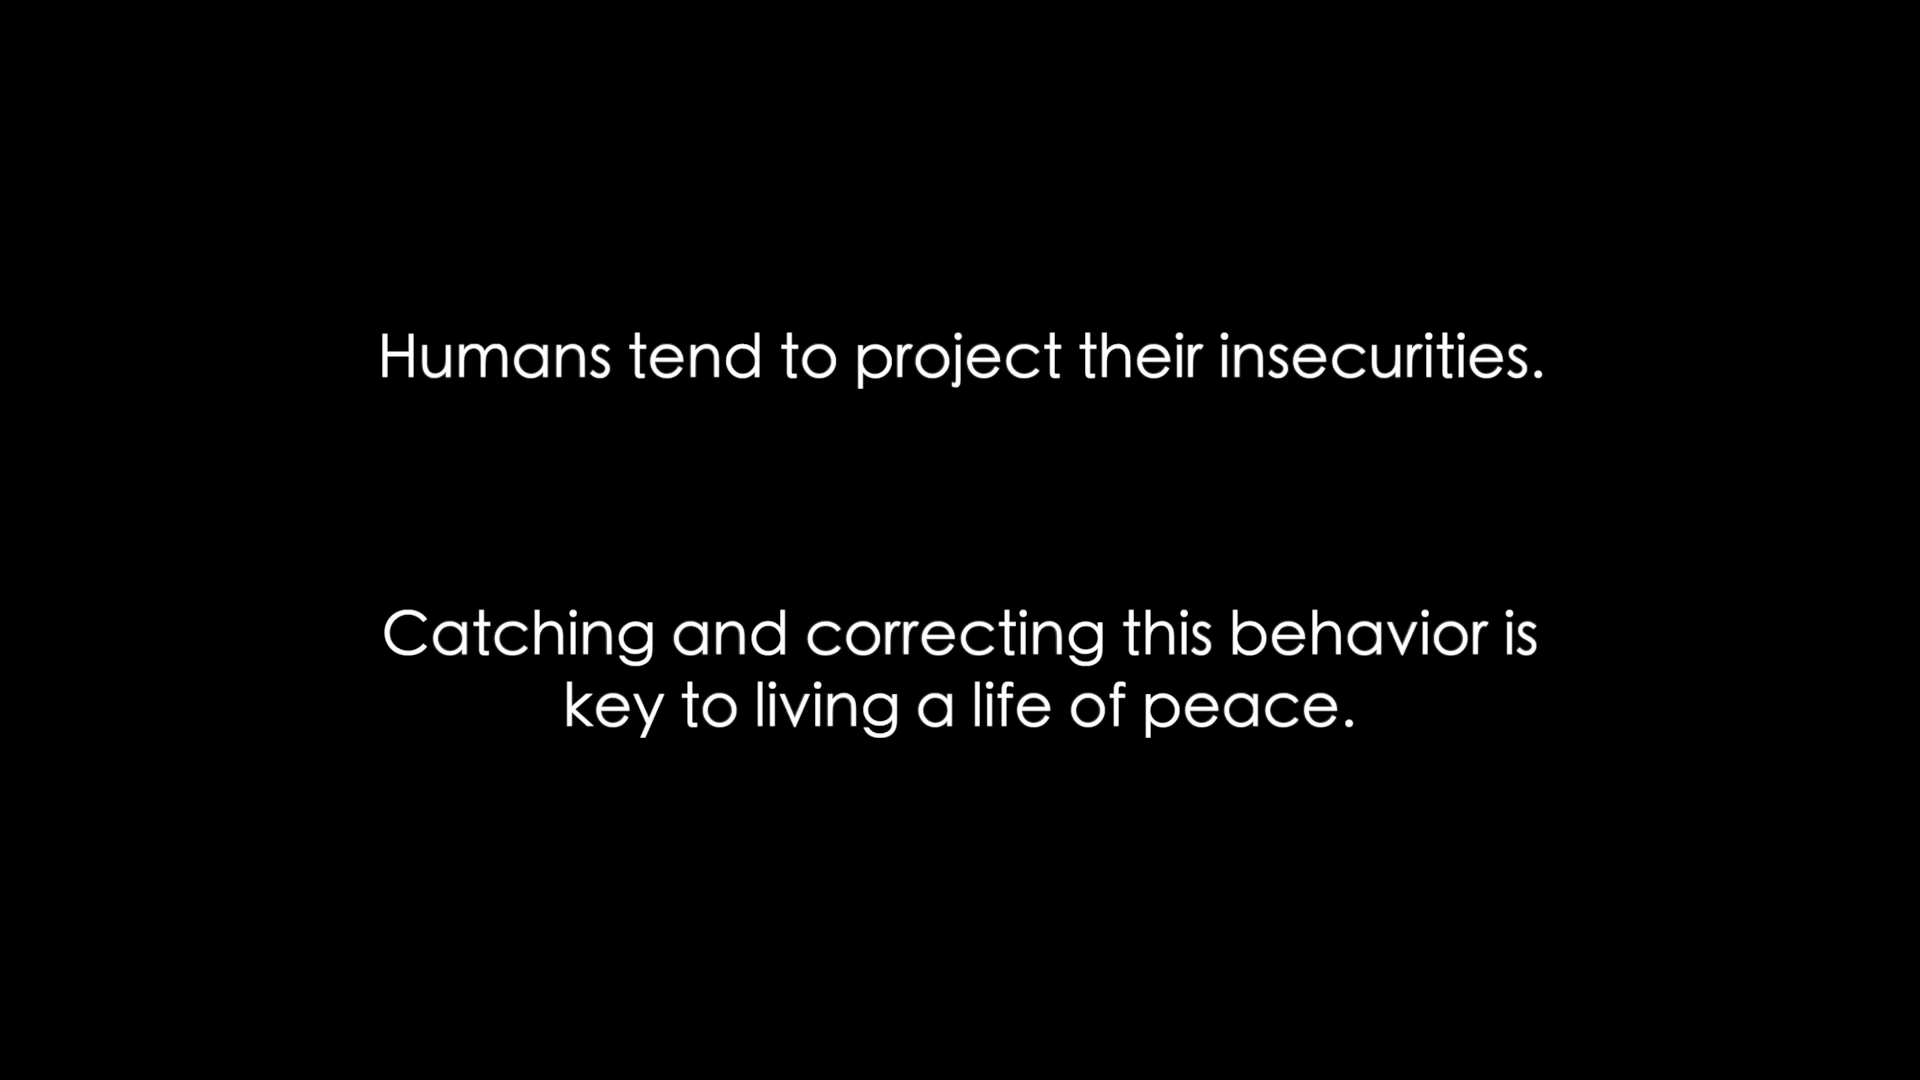 Humans tend to project their insecurities.
Catching and correcting this behavior is
key to living a life of peace.